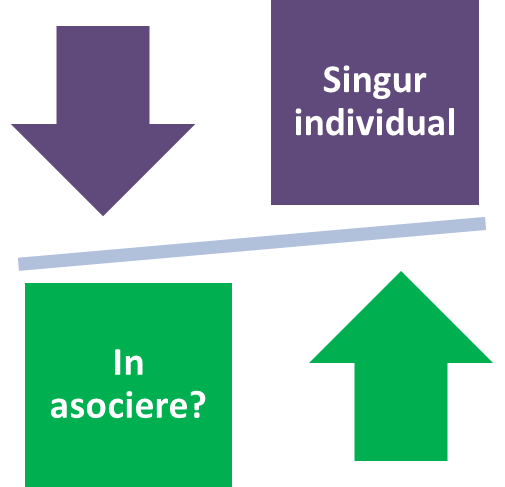 Singur
individual
In
asociere?